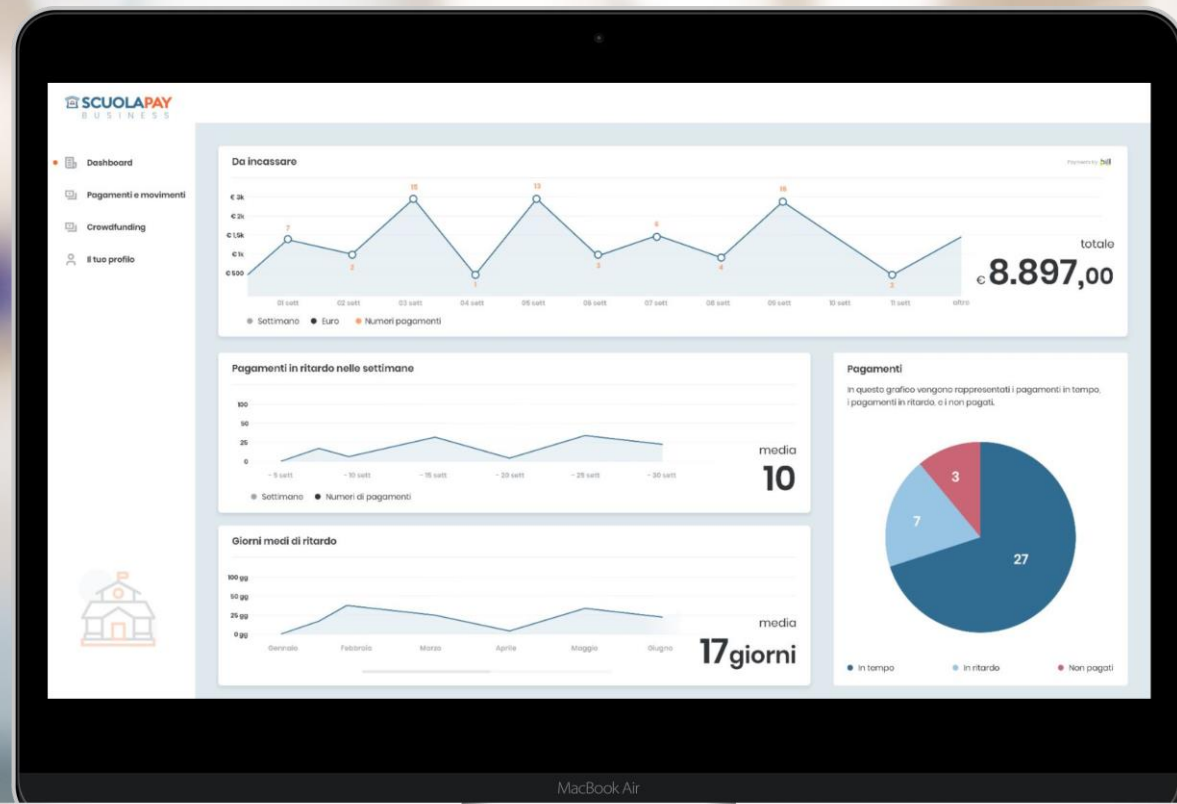 SCUOLAPAY
BUSINESS
Dashboard
Pagamenti e movimenti
Crowdfunding
Il tuo profilo
Da incassare
bill
€ 3k
€ 2k
€ 1,5k
€ 1k
€ 500
7
2
15
1
13
3
6
4
16
2
01 sett 02 sett 03 sett 04 sett 05 sett 06 sett 07 sett 08 sett 09 sett 10 sett 11 sett oltre
Settimane Euro Numeri pagamenti
totale
€ 8.897,00
Pagamenti in ritardo nelle settimane
100
50
25
0
- 5 sett - 10 sett - 15 sett - 20 sett - 25 sett - 30 sett
Settimane Numeri di pagamenti
media
10
Giorni medi di ritardo
100 gg
50 gg
25 gg
0 gg
Gennaio Febbraio Marzo Aprile Maggio Giugno
media
17 giorni
Pagamenti
In questo grafico vengono rappresentati i pagamenti in tempo,
i pagamenti in ritardo, e i non pagati.
3
7
27
In tempo In ritardo Non pagati
MacBook Air